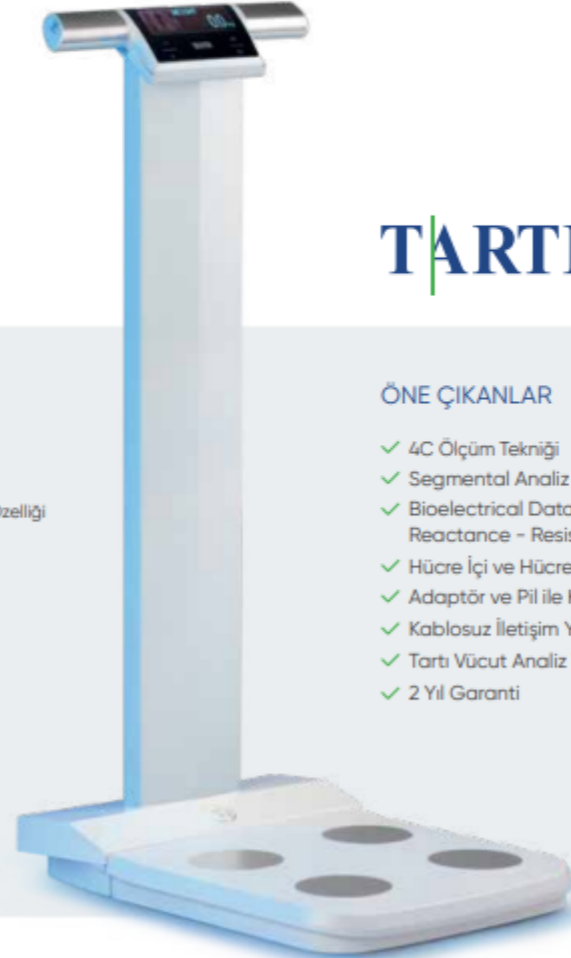 TART
ÖNE ÇIKANLAR
4C Ölçüm Tekniği
Segmental Analiz
Bioelectrical Data
Reactance - Resis
zelliği
Hücre İçi ve Hücre
Adaptör ve Pil ile
Kablosuz İletişim Y
Tartı Vücut Analiz
2 Yıl Garanti